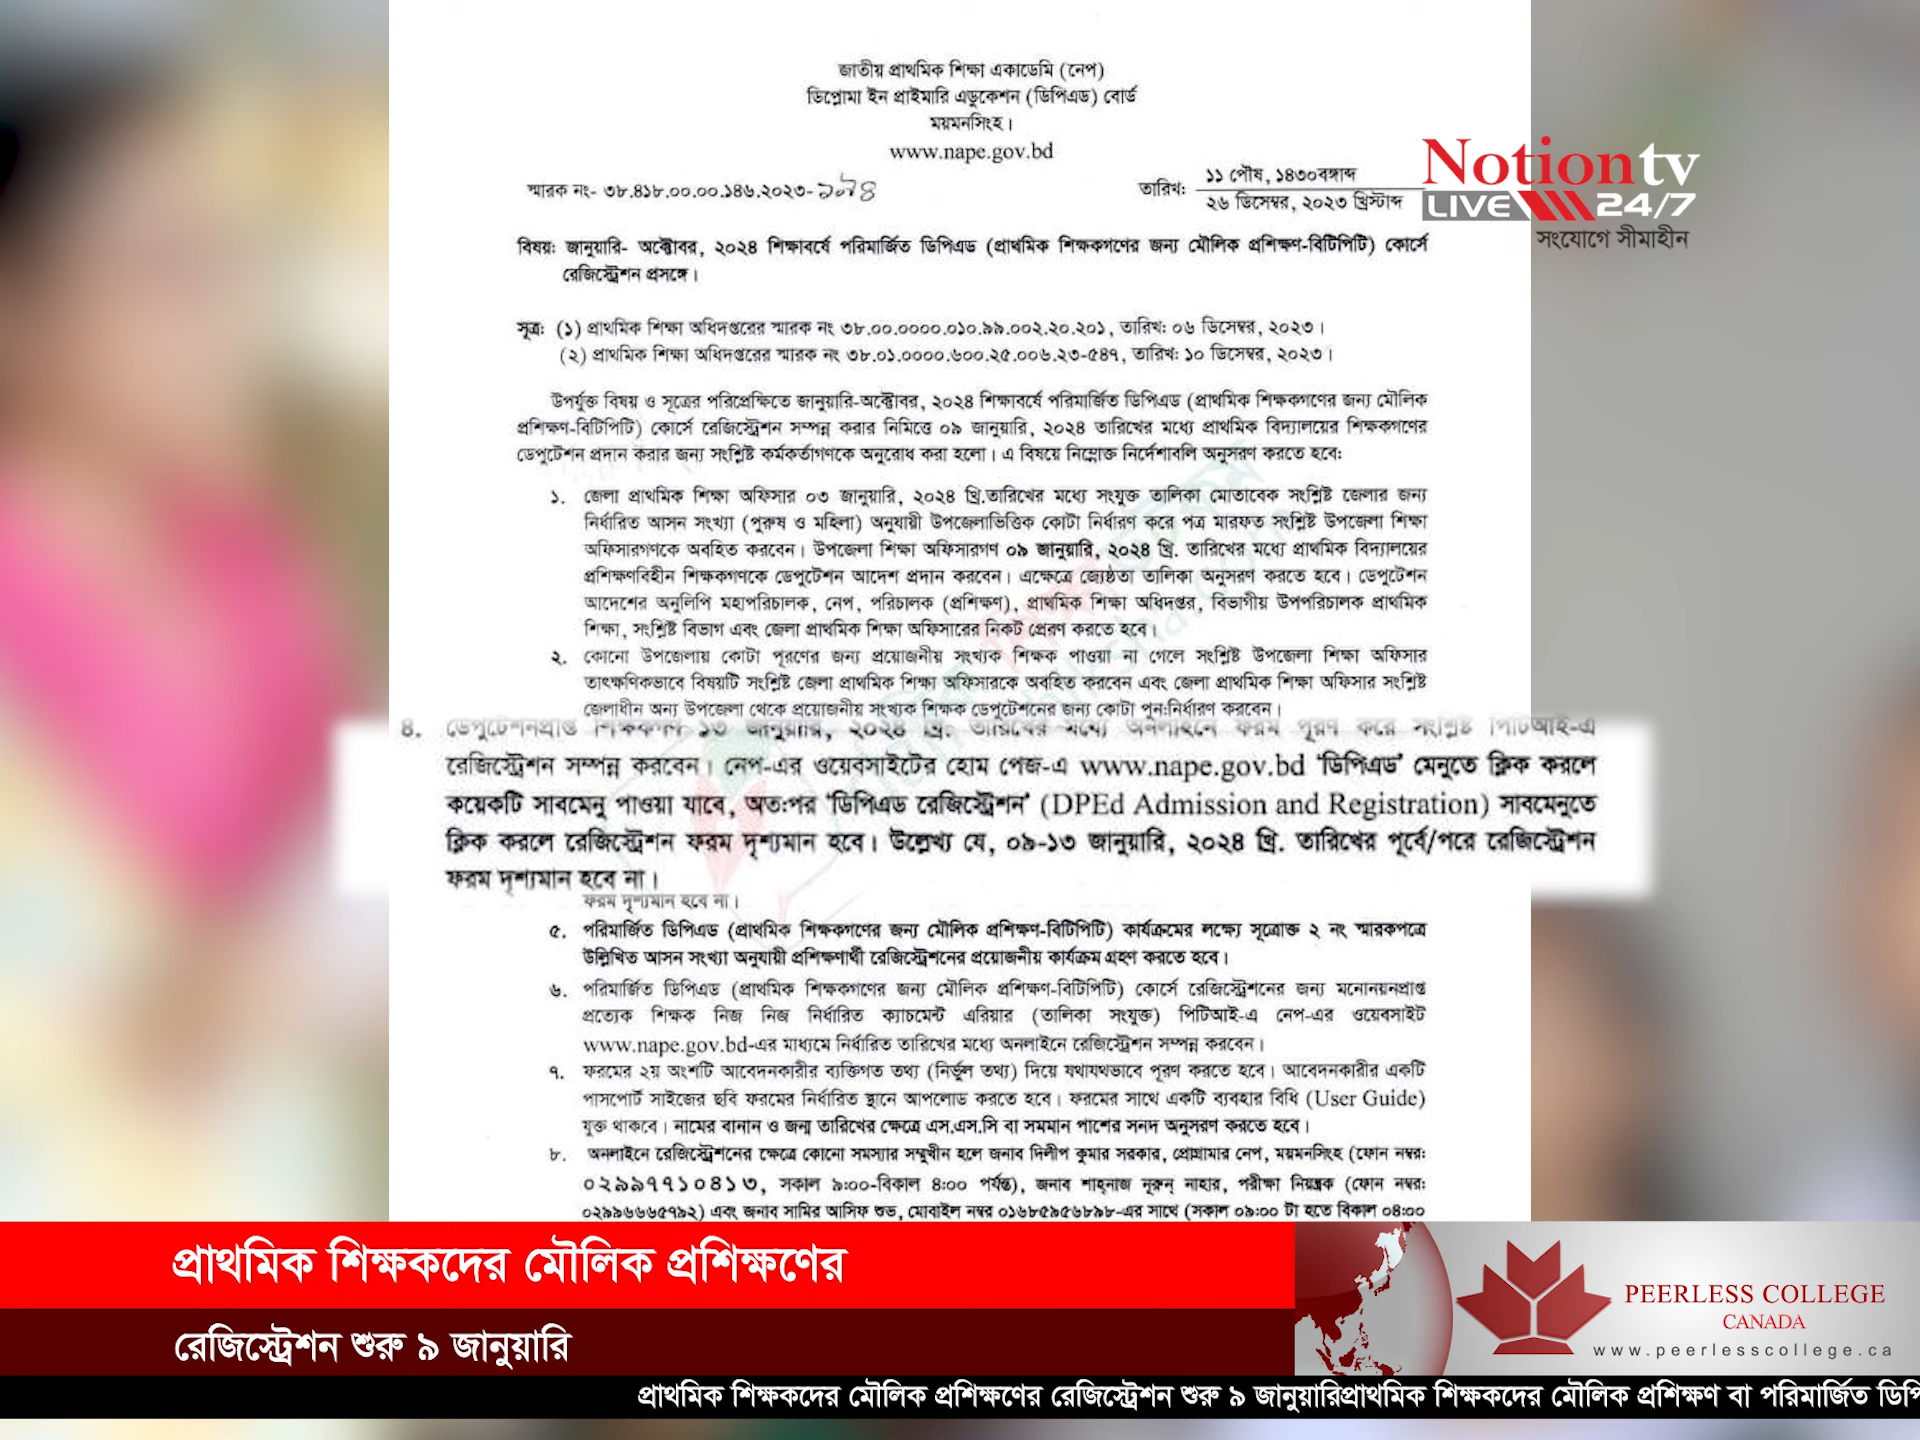 জাতীয় প্রাথমিক শিক্ষা একাডেমি (নেপ)
ডিপ্লোমা ইন প্রাইমারি এডুকেশন (ডিপিএড) বোর্ড
ময়মনসিংহ।
www.nape.gov.bd
স্মারক নং- ৩৮.৪১৮.০০.০০.১৪৬.২০২৩-
তারিখঃ ১১ পৌষ, ১৪৩০বঙ্গাব্দ
২৬ ডিসেম্বর, ২০২৩ খ্রিস্টাব্দ
Notiontv
LIVE 24/7
সংযোগে সীমাহীন
বিষয়ঃ জানুয়ারি- অক্টোবর, ২০২৪ শিক্ষাবর্ষে পরিমার্জিত ডিপিএড (প্রাথমিক শিক্ষকগণের জন্য মৌলিক প্রশিক্ষণ-বিটিপিটি) কোর্সে
রেজিস্ট্রেশন প্রসঙ্গে।
সূত্রঃ (১) প্রাথমিক শিক্ষা অধিদপ্তরের স্মারক নং ৩৮.০০.০০০০.০১০.৯৯.০০২.২০.২০১, তারিখঃ ০৬ ডিসেম্বর, ২০২৩।
(২) প্রাথমিক শিক্ষা অধিদপ্তরের স্মারক নং ৩৮.০১.০০০০.৬০০.২৫.০০৬.২৩-৫৪৭, তারিখঃ ১০ ডিসেম্বর, ২০২৩।
উপর্যুক্ত বিষয় ও সূত্রের পরিপ্রেক্ষিতে জানুয়ারি-অক্টোবর, ২০২৪ শিক্ষাবর্ষে পরিমার্জিত ডিপিএড (প্রাথমিক শিক্ষকগণের জন্য মৌলিক
প্রশিক্ষণ-বিটিপিটি) কোর্সে রেজিস্ট্রেশন সম্পন্ন করার নিমিত্তে ০৯ জানুয়ারি, ২০২৪ তারিখের মধ্যে প্রাথমিক বিদ্যালয়ের শিক্ষকগণের
ডেপুটেশন প্রদান করার জন্য সংশ্লিষ্ট কর্মকর্তাগণকে অনুরোধ করা হলো। এ বিষয়ে নিম্নোক্ত নির্দেশাবলি অনুসরণ করতে হবে:
১. জেলা প্রাথমিক শিক্ষা অফিসার ০৩ জানুয়ারি, ২০২৪ খ্রি.তারিখের মধ্যে সংযুক্ত তালিকা মোতাবেক সংশ্লিষ্ট জেলার জন্য
নির্ধারিত আসন সংখ্যা (পুরুষ ও মহিলা) অনুযায়ী উপজেলাভিত্তিক কোটা নির্ধারণ করে পত্র মারফত সংশ্লিষ্ট উপজেলা শিক্ষা
অফিসারগণকে অবহিত করবেন। উপজেলা শিক্ষা অফিসারগণ ০৯ জানুয়ারি, ২০২৪ খ্রি. তারিখের মধ্যে প্রাথমিক বিদ্যালয়ের
প্রশিক্ষণবিহীন শিক্ষকগণকে ডেপুটেশন আদেশ প্রদান করবেন। এক্ষেত্রে জ্যেষ্ঠতা তালিকা অনুসরণ করতে হবে। ডেপুটেশন
আদেশের অনুলিপি মহাপরিচালক, নেপ, পরিচালক (প্রশিক্ষণ), প্রাথমিক শিক্ষা অধিদপ্তর, বিভাগীয় উপপরিচালক প্রাথমিক
শিক্ষা, সংশ্লিষ্ট বিভাগ এবং জেলা প্রাথমিক শিক্ষা অফিসারের নিকট প্রেরণ করতে হবে।
২. কোনো উপজেলায় কোটা পূরণের জন্য প্রয়োজনীয় সংখ্যক শিক্ষক পাওয়া না গেলে সংশ্লিষ্ট উপজেলা শিক্ষা অফিসার
তাৎক্ষণিকভাবে বিষয়টি সংশ্লিষ্ট জেলা প্রাথমিক শিক্ষা অফিসারকে অবহিত করবেন এবং জেলা প্রাথমিক শিক্ষা অফিসার সংশ্লিষ্ট
জেলাধীন অন্য উপজেলা থেকে প্রয়োজনীয় সংখ্যক শিক্ষক ডেপুটেশনের জন্য কোটা পুনঃনির্ধারণ করবেন।
৪. ডেপুটেশনপ্রাপ্ত শিক্ষকগণ ১৩ জানুয়ারি, ২০২৪ খ্রি. তারিখের মধ্যে অনলাইনে ফরম পূরণ করে সংশ্লিষ্ট পিটিআই-এ
রেজিস্ট্রেশন সম্পন্ন করবেন। নেপ-এর ওয়েবসাইটের হোম পেজ-এ www.nape.gov.bd ‘ডিপিএড’ মেনুতে ক্লিক করলে
কয়েকটি সাবমেনু পাওয়া যাবে, অত:পর ‘ডিপিএড রেজিস্ট্রেশন’ (DPEd Admission and Registration) সাবমেনুতে
ক্লিক করলে রেজিস্ট্রেশন ফরম দৃশ্যমান হবে। উল্লেখ্য যে, ০৯-১৩ জানুয়ারি, ২০২৪ খ্রি. তারিখের পূর্বে/পরে রেজিস্ট্রেশন
ফরম দৃশ্যমান হবে না।
ফরম দৃশ্যমান হবে না।
৫. পরিমার্জিত ডিপিএড (প্রাথমিক শিক্ষকগণের জন্য মৌলিক প্রশিক্ষণ-বিটিপিটি) কার্যক্রমের লক্ষ্যে সূত্রোক্ত ২ নং স্মারকপত্রে
উল্লিখিত আসন সংখ্যা অনুযায়ী প্রশিক্ষণার্থী রেজিস্ট্রেশনের প্রয়োজনীয় কার্যক্রম গ্রহণ করতে হবে।
৬. পরিমার্জিত ডিপিএড (প্রাথমিক শিক্ষকগণের জন্য মৌলিক প্রশিক্ষণ-বিটিপিটি) কোর্সে রেজিস্ট্রেশনের জন্য মনোনয়নপ্রাপ্ত
প্রত্যেক শিক্ষক নিজ নিজ নির্ধারিত ক্যাচমেন্ট এরিয়ার (তালিকা সংযুক্ত) পিটিআই-এ নেপ-এর ওয়েবসাইট
www.nape.gov.bd-এর মাধ্যমে নির্ধারিত তারিখের মধ্যে অনলাইনে রেজিস্ট্রেশন সম্পন্ন করবেন।
৭. ফরমের ২য় অংশটি আবেদনকারীর ব্যক্তিগত তথ্য (নির্ভুল তথ্য) দিয়ে যথাযথভাবে পূরণ করতে হবে। আবেদনকারীর একটি
পাসপোর্ট সাইজের ছবি ফরমের নির্ধারিত স্থানে আপলোড করতে হবে। ফরমের সাথে একটি ব্যবহার বিধি (User Guide)
যুক্ত থাকবে। নামের বানান ও জন্ম তারিখের ক্ষেত্রে এস.এস.সি বা সমমান পাশের সনদ অনুসরণ করতে হবে।
৮. অনলাইনে রেজিস্ট্রেশনের ক্ষেত্রে কোনো সমস্যার সম্মুখীন হলে জনাব দিলীপ কুমার সরকার, প্রোগ্রামার নেপ, ময়মনসিংহ (ফোন নম্বর:
০২৯৯৭৭১০৪১৩, সকাল ৯:০০-বিকাল ৪:০০ পর্যন্ত), জনাব শাহ্‌নাজ নূরুন্ নাহার, পরীক্ষা নিয়ন্ত্রক (ফোন নম্বর:
০২৯৯৬৬৬৫৭৯২) এবং জনাব সামির আসিফ শুভ, মোবাইল নম্বর ০১৬৮৫৯৫৬৮৯৮-এর সাথে (সকাল ০৯:০০ টা হতে বিকাল ০৪:০০
প্রাথমিক শিক্ষকদের মৌলিক প্রশিক্ষণের
রেজিস্ট্রেশন শুরু ৯ জানুয়ারি
PEERLESS COLLEGE
CANADA
www.peerlesscollege.ca
প্রাথমিক শিক্ষকদের মৌলিক প্রশিক্ষণের রেজিস্ট্রেশন শুরু ৯ জানুয়ারিপ্রাথমিক শিক্ষকদের মৌলিক প্রশিক্ষণ বা পরিমার্জিত ডিপি